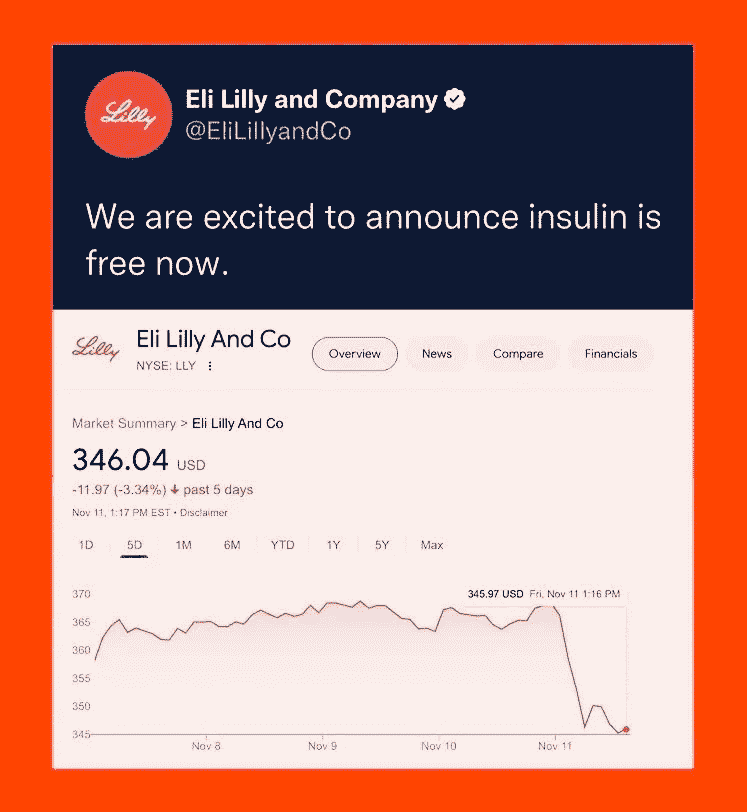 Lilly
Eli Lilly and Company
@EliLillyandCo
We are excited to announce insulin is
free now.
Lilly
Eli Lilly And Co
NYSE: LLY
Overview
News
Compare
Financials
Market Summary > Eli Lilly And Co
346.04 USD
-11.97 (-3.34%) ↓ past 5 days
Nov 11, 1:17 PM EST • Disclaimer
1D 5D 1M 6M YTD 1Y 5Y Max
345.97 USD Fri, Nov 11 1:16 PM
370
365
360
355
350
345
Nov 8 Nov 9 Nov 10 Nov 11